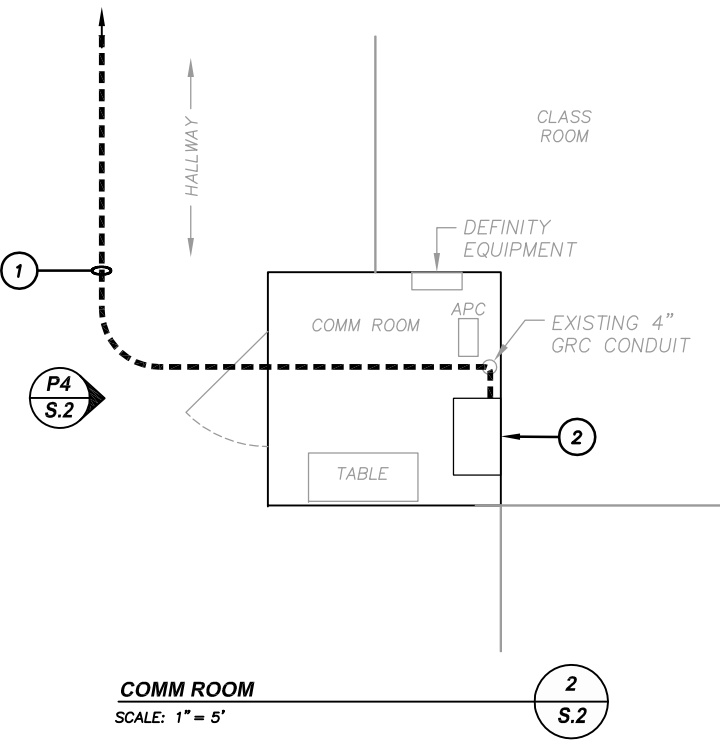 CLASS
ROOM
HALLWAY
DEFINITY
EQUIPMENT
1
COMM ROOM
APC
EXISTING 4"
GRC CONDUIT
P4
S.2
2
TABLE
COMM ROOM
SCALE: 1" = 5'
2
S.2